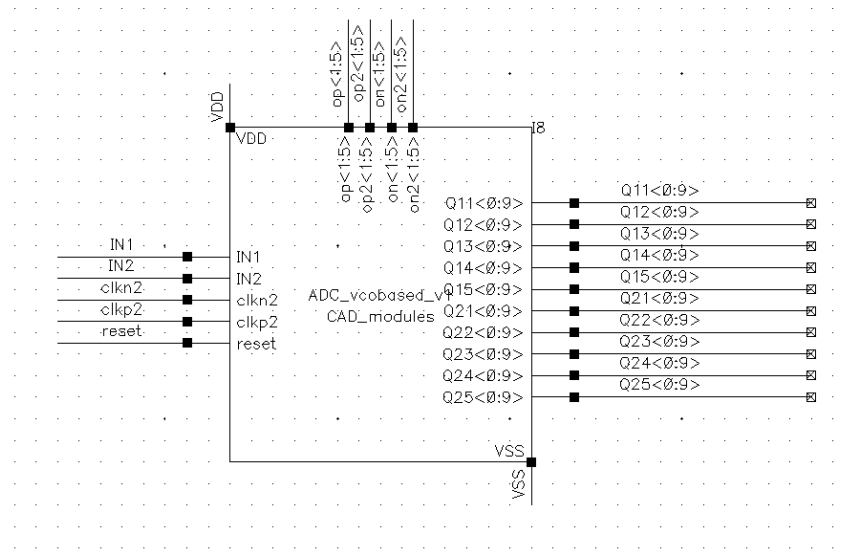 op<1:5>
op2<1:5>
on<1:5>
on2<1:5>
VDD
VDD
I8
op<1:5>
op2<1:5>
on<1:5>
on2<1:5>
Q11<0:9>
Q11<0:9>
Q12<0:9>
Q12<0:9>
Q13<0:9>
Q13<0:9>
Q14<0:9>
Q14<0:9>
Q15<0:9>
Q15<0:9>
Q21<0:9>
Q21<0:9>
Q22<0:9>
Q22<0:9>
Q23<0:9>
Q23<0:9>
Q24<0:9>
Q24<0:9>
Q25<0:9>
Q25<0:9>
IN1
IN1
IN2
IN2
clkn2
clkn2
clkp2
clkp2
reset
reset
ADC_vcobased_v1
CAD_modules
VSS
VSS